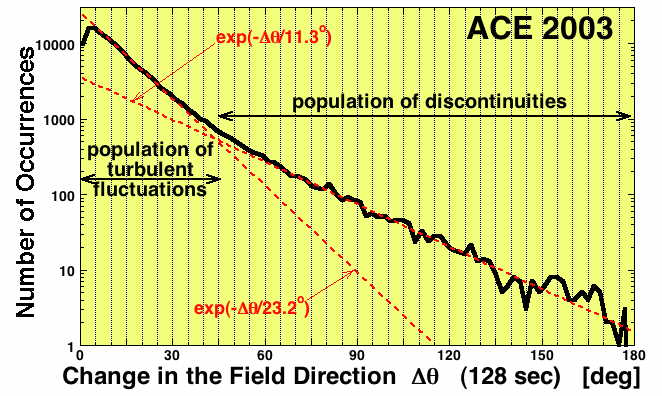 ACE 2003
exp(-Δθ/11.3°)
population of discontinuities
population of
turbulent
fluctuations
exp(-Δθ/23.2°)
Number of Occurrences
10000
1000
100
10
1
0 30 60 90 120 150 180
Change in the Field Direction Δθ (128 sec) [deg]